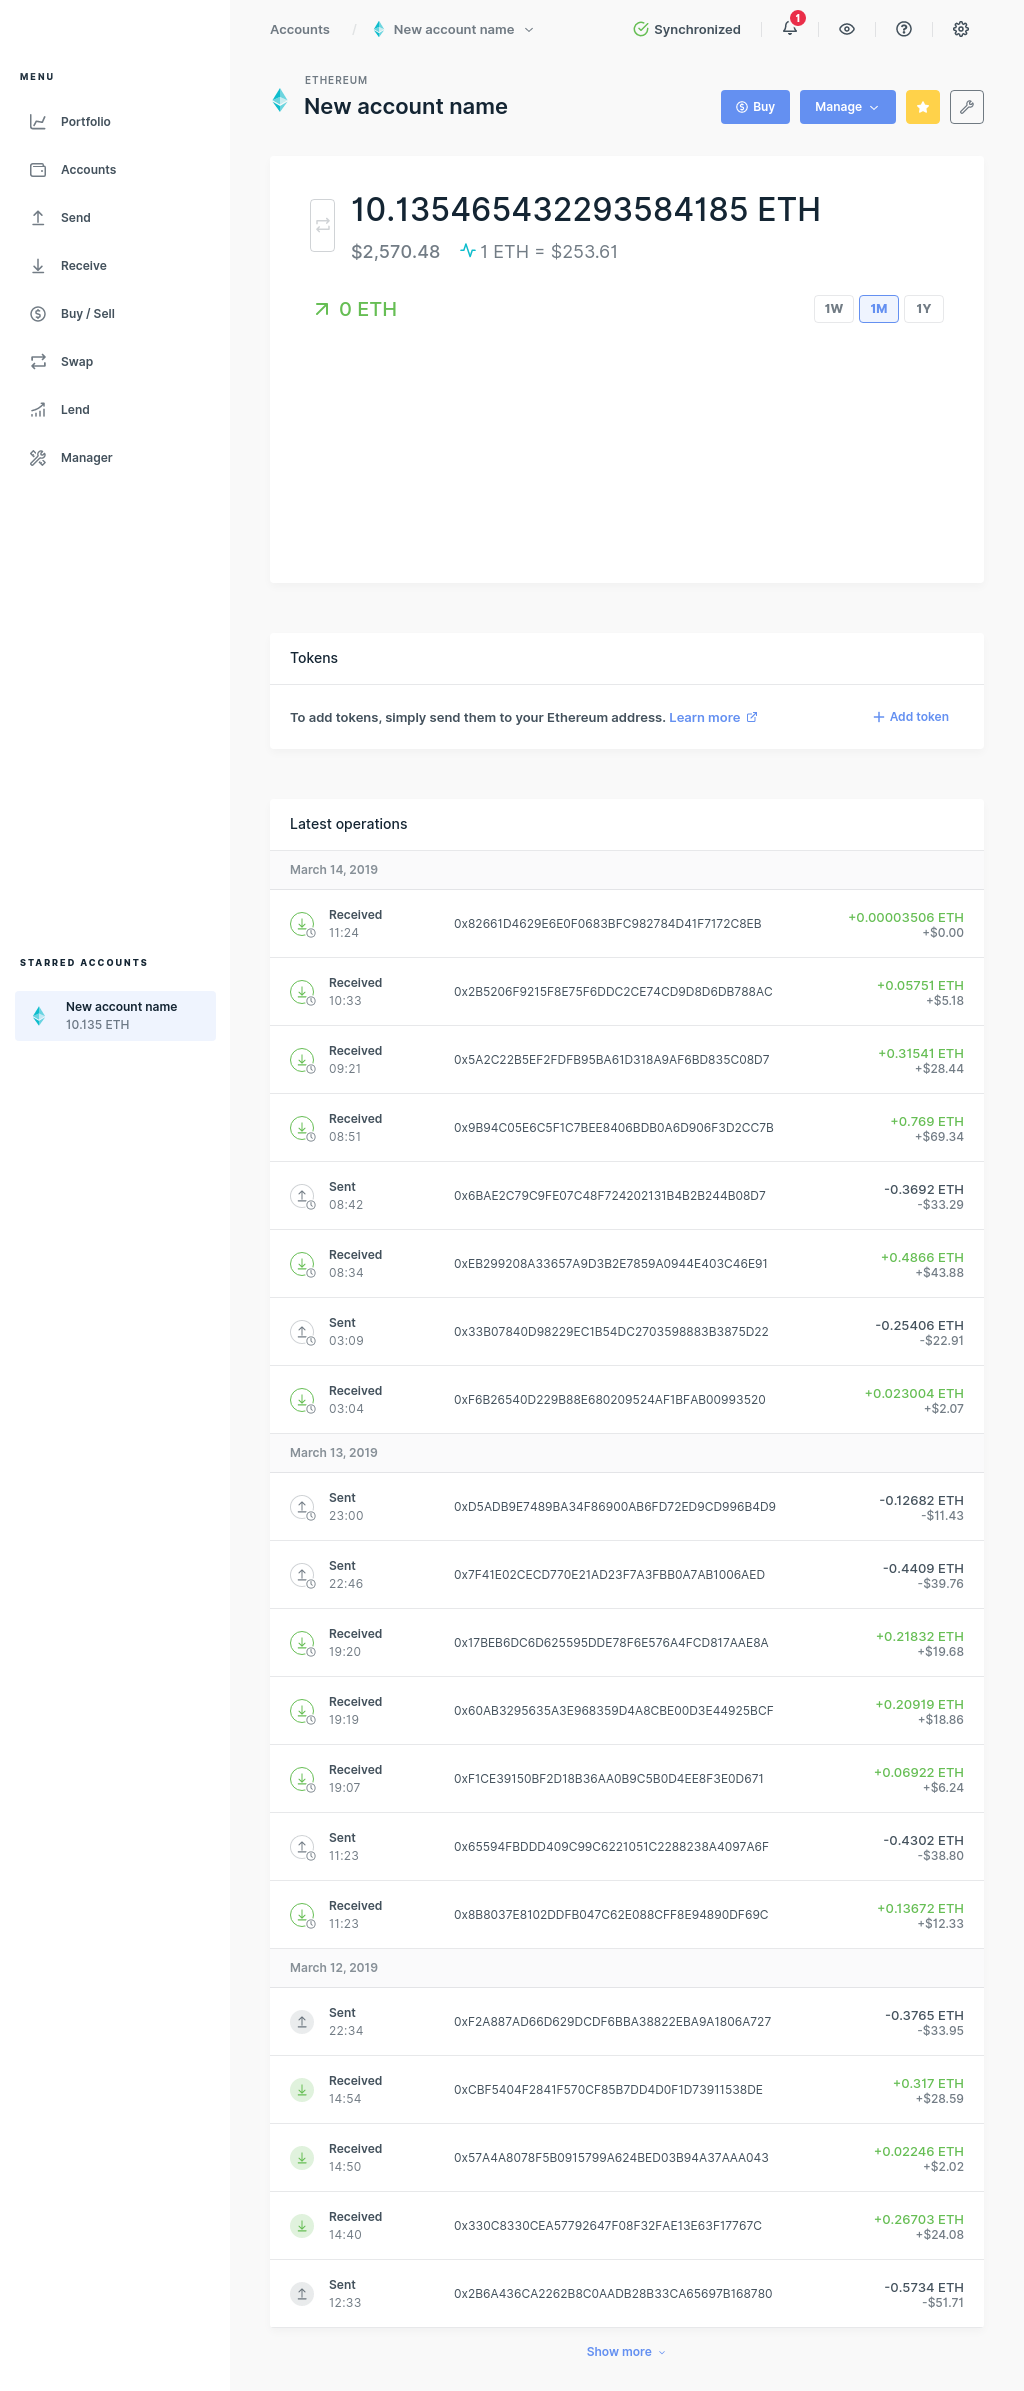 Accounts / New account name
Synchronized
1
MENU
Portfolio
Accounts
Send
Receive
Buy / Sell
Swap
Lend
Manager
STARRED ACCOUNTS
New account name
10.135 ETH
ETHEREUM
New account name
Buy
Manage
10.135465432293584185 ETH
$2,570.48
1 ETH = $253.61
0 ETH
1W
1M
1Y
Tokens
To add tokens, simply send them to your Ethereum address. Learn more
Add token
Latest operations
March 14, 2019
Received
11:24
0x82661D4629E6E0F0683BFC982784D41F7172C8EB
+0.00003506 ETH
+$0.00
Received
10:33
0x2B5206F9215F8E75F6DDC2CE74CD9D8D6DB788AC
+0.05751 ETH
+$5.18
Received
09:21
0x5A2C22B5EF2FDFB95BA61D318A9AF6BD835C08D7
+0.31541 ETH
+$28.44
Received
08:51
0x9B94C05E6C5F1C7BEE8406BDB0A6D906F3D2CC7B
+0.769 ETH
+$69.34
Sent
08:42
0x6BAE2C79C9FE07C48F724202131B4B2B244B08D7
-0.3692 ETH
-$33.29
Received
08:34
0xEB299208A33657A9D3B2E7859A0944E403C46E91
+0.4866 ETH
+$43.88
Sent
03:09
0x33B07840D98229EC1B54DC2703598883B3875D22
-0.25406 ETH
-$22.91
Received
03:04
0xF6B26540D229B88E680209524AF1BFAB00993520
+0.023004 ETH
+$2.07
March 13, 2019
Sent
23:00
0xD5ADB9E7489BA34F86900AB6FD72ED9CD996B4D9
-0.12682 ETH
-$11.43
Sent
22:46
0x7F41E02CECD770E21AD23F7A3FBB0A7AB1006AED
-0.4409 ETH
-$39.76
Received
19:20
0x17BEB6DC6D625595DDE78F6E576A4FCD817AAE8A
+0.21832 ETH
+$19.68
Received
19:19
0x60AB3295635A3E968359D4A8CBE00D3E44925BCF
+0.20919 ETH
+$18.86
Received
19:07
0xF1CE39150BF2D18B36AA0B9C5B0D4EE8F3E0D671
+0.06922 ETH
+$6.24
Sent
11:23
0x65594FBDDD409C99C6221051C2288238A4097A6F
-0.4302 ETH
-$38.80
Received
11:23
0x8B8037E8102DDFB047C62E088CFF8E94890DF69C
+0.13672 ETH
+$12.33
March 12, 2019
Sent
22:34
0xF2A887AD66D629DCDF6BBA38822EBA9A1806A727
-0.3765 ETH
-$33.95
Received
14:54
0xCBF5404F2841F570CF85B7DD4D0F1D73911538DE
+0.317 ETH
+$28.59
Received
14:50
0x57A4A8078F5B0915799A624BED03B94A37AAA043
+0.02246 ETH
+$2.02
Received
14:40
0x330C8330CEA57792647F08F32FAE13E63F17767C
+0.26703 ETH
+$24.08
Sent
12:33
0x2B6A436CA2262B8C0AADB28B33CA65697B168780
-0.5734 ETH
-$51.71
Show more